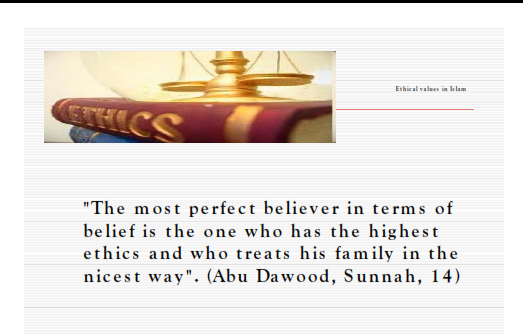 ETHICS
Ethical values in Islam
"The most perfect believer in terms of
belief is the one who has the highest
ethics and who treats his family in the
nicest way". (Abu Dawood, Sunnah, 14)